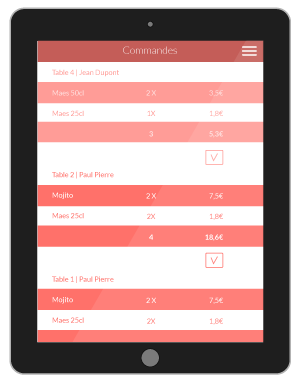 Commandes
Table 4 | Jean Dupont
Maes 50cl 2 X 3,5€
Maes 25cl 1X 1,8€
3 5,3€
V
Table 2 | Paul Pierre
Mojito 2 X 7,5€
Maes 25cl 2X 1,8€
4 18,6€
V
Table 1 | Paul Pierre
Mojito 2 X 7,5€
Maes 25cl 2X 1,8€